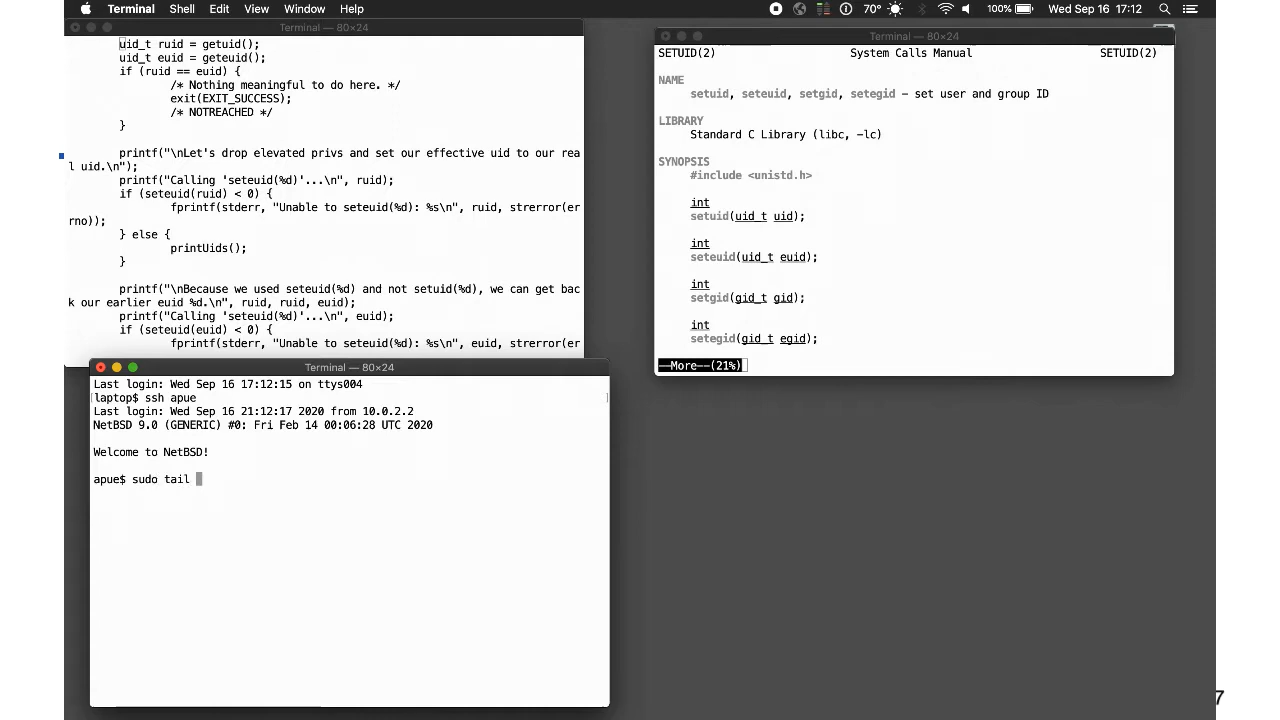 Terminal Shell Edit View Window Help 70° 100% Wed Sep 16 17:12
Terminal — 80×24
uid_t ruid = getuid();
uid_t euid = geteuid();
if (ruid == euid) {
/* Nothing meaningful to do here. */
exit(EXIT_SUCCESS);
/* NOTREACHED */
}
printf("\nLet's drop elevated privs and set our effective uid to our rea
l uid.\n");
printf("Calling 'seteuid(%d)'...\n", ruid);
if (seteuid(ruid) < 0) {
fprintf(stderr, "Unable to seteuid(%d): %s\n", ruid, strerror(er
rno));
} else {
printUids();
}
printf("\nBecause we used seteuid(%d) and not setuid(%d), we can get bac
k our earlier euid %d.\n", ruid, ruid, euid);
printf("Calling 'seteuid(%d)'...\n", euid);
if (seteuid(euid) < 0) {
fprintf(stderr, "Unable to seteuid(%d): %s\n", euid, strerror(er
Terminal — 80×24
SETUID(2) System Calls Manual SETUID(2)
NAME
setuid, seteuid, setgid, setegid – set user and group ID
LIBRARY
Standard C Library (libc, -lc)
SYNOPSIS
#include <unistd.h>
int
setuid(uid_t uid);
int
seteuid(uid_t euid);
int
setgid(gid_t gid);
int
setegid(gid_t egid);
--More--(21%)
Terminal — 80×24
Last login: Wed Sep 16 17:12:15 on ttys004
[laptop$ ssh apue ]
Last login: Wed Sep 16 21:12:17 2020 from 10.0.2.2
NetBSD 9.0 (GENERIC) #0: Fri Feb 14 00:06:28 UTC 2020
Welcome to NetBSD!
apue$ sudo tail
7